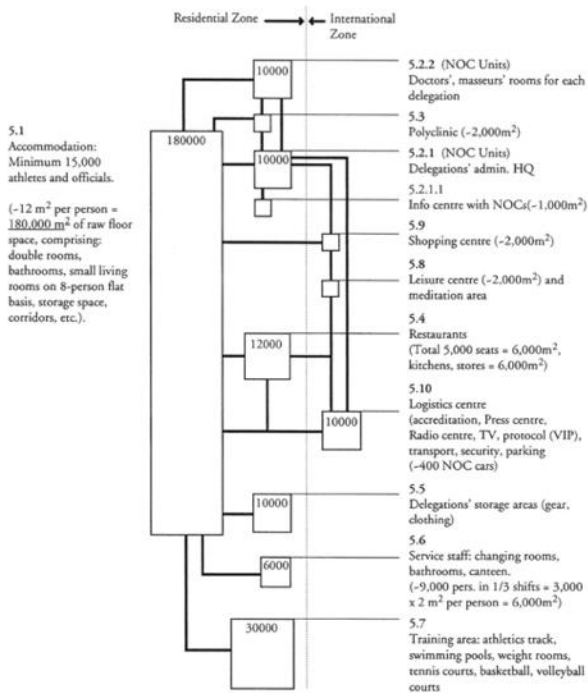 Residential Zone
International
Zone
5.1
Accommodation:
Minimum 15,000
athletes and officials.
(~12 m² per person =
180,000 m² of raw floor
space, comprising:
double rooms,
bathrooms, small living
rooms on 8-person flat
basis, storage space,
corridors, etc.).
180000
10000
10000
12000
10000
10000
6000
30000
5.2.2 (NOC Units)
Doctors', masseurs' rooms for each
delegation
5.3
Polyclinic (~2,000m²)
5.2.1 (NOC Units)
Delegations' admin. HQ
5.2.1.1
Info centre with NOCs(~1,000m²)
5.9
Shopping centre (~2,000m²)
5.8
Leisure centre (~2,000m²) and
meditation area
5.4
Restaurants
(Total 5,000 seats = 6,000m²,
kitchens, stores = 6,000m²)
5.10
Logistics centre
(accreditation, Press centre,
Radio centre, TV, protocol (VIP),
transport, security, parking
(~400 NOC cars)
5.5
Delegations' storage areas (gear,
clothing)
5.6
Service staff: changing rooms,
bathrooms, canteen.
(~9,000 pers. in 1/3 shifts = 3,000
x 2 m² per person = 6,000m²)
5.7
Training area: athletics track,
swimming pools, weight rooms,
tennis courts, basketball, volleyball
courts